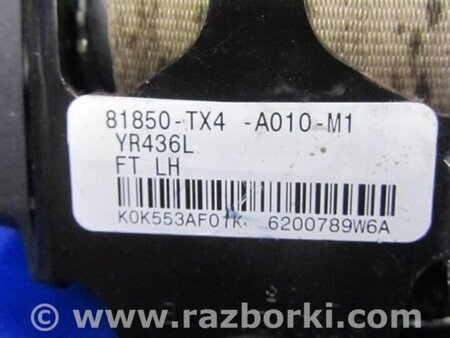 81850-TX4 -A010-M1
YR436L
FT LH
K0K553AF01K 6200789W6A
www.razborki.com